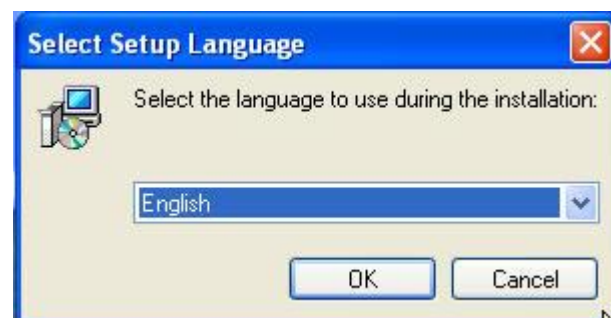 Select Setup Language
Select the language to use during the installation:
English
OK
Cancel